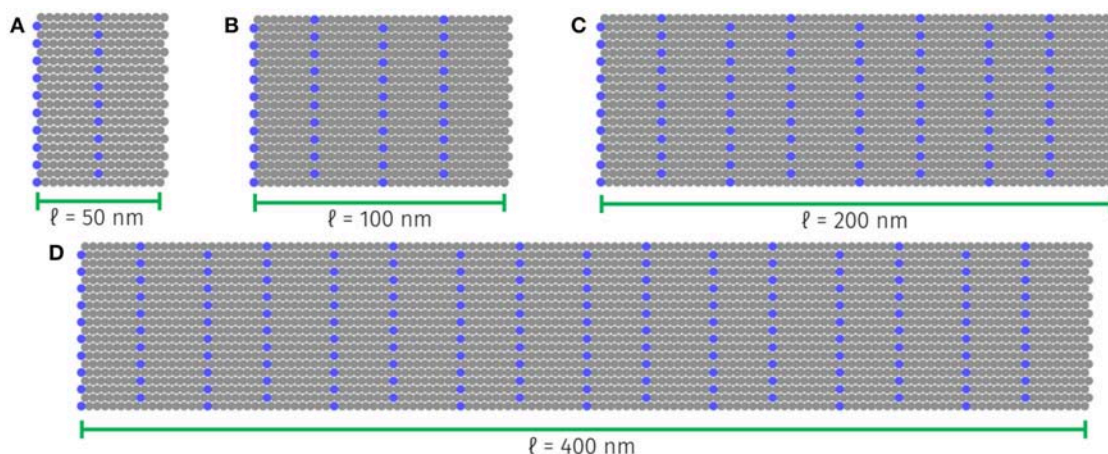 A
B
C
ℓ = 50 nm
ℓ = 100 nm
ℓ = 200 nm
D
ℓ = 400 nm